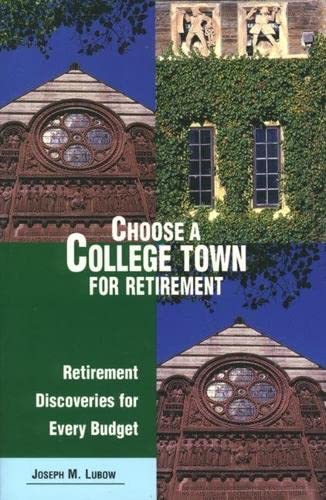 CHOOSE A
COLLEGE TOWN
FOR RETIREMENT
Retirement
Discoveries for
Every Budget
JOSEPH M. LUBOW